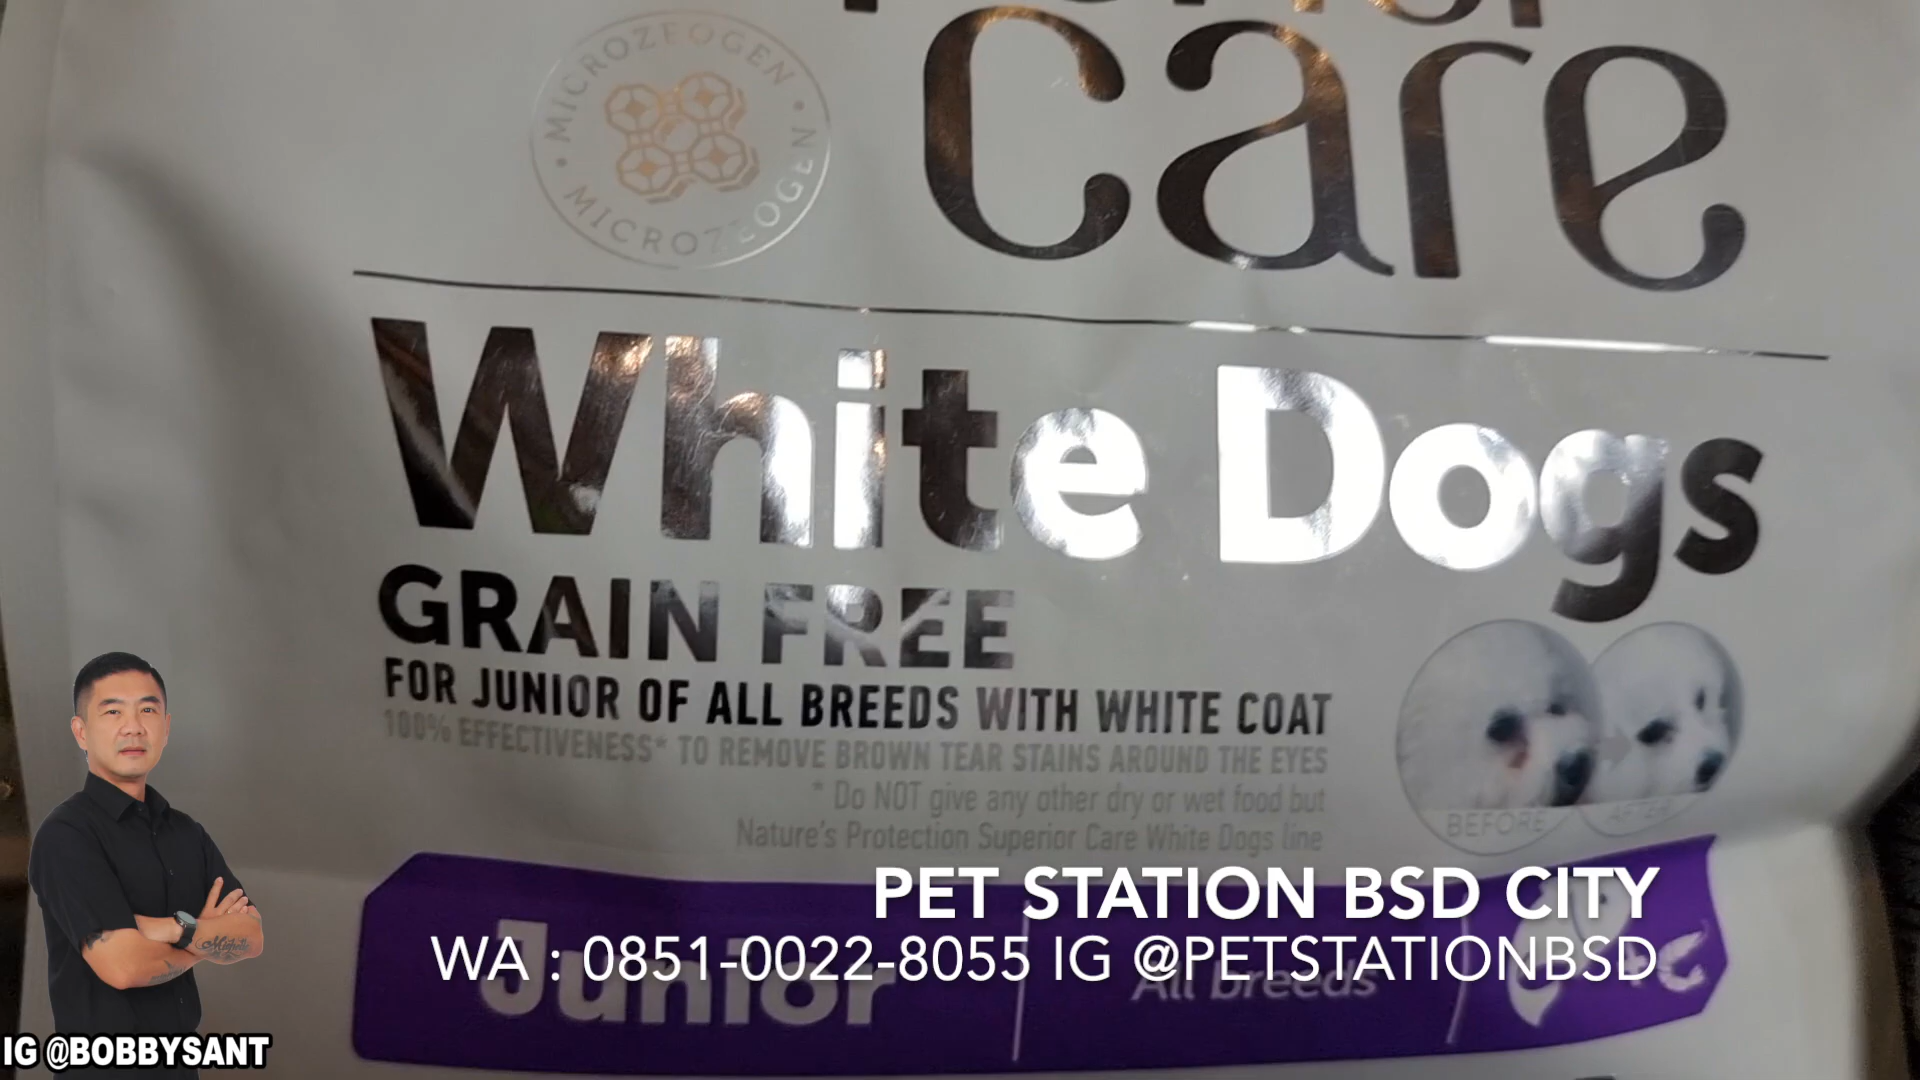 MICROZEOGEN • MICROZEOGEN •
care
White Dogs
GRAIN FREE
FOR JUNIOR OF ALL BREEDS WITH WHITE COAT
100% EFFECTIVENESS* TO REMOVE BROWN TEAR STAINS AROUND THE EYES
* Do NOT give any other dry or wet food but
Nature's Protection Superior Care White Dogs line
BEFORE
AFTER
PET STATION BSD CITY
WA : 0851-0022-8055 IG @PETSTATIONBSD
Junior
All breeds
IG @BOBBYSANT